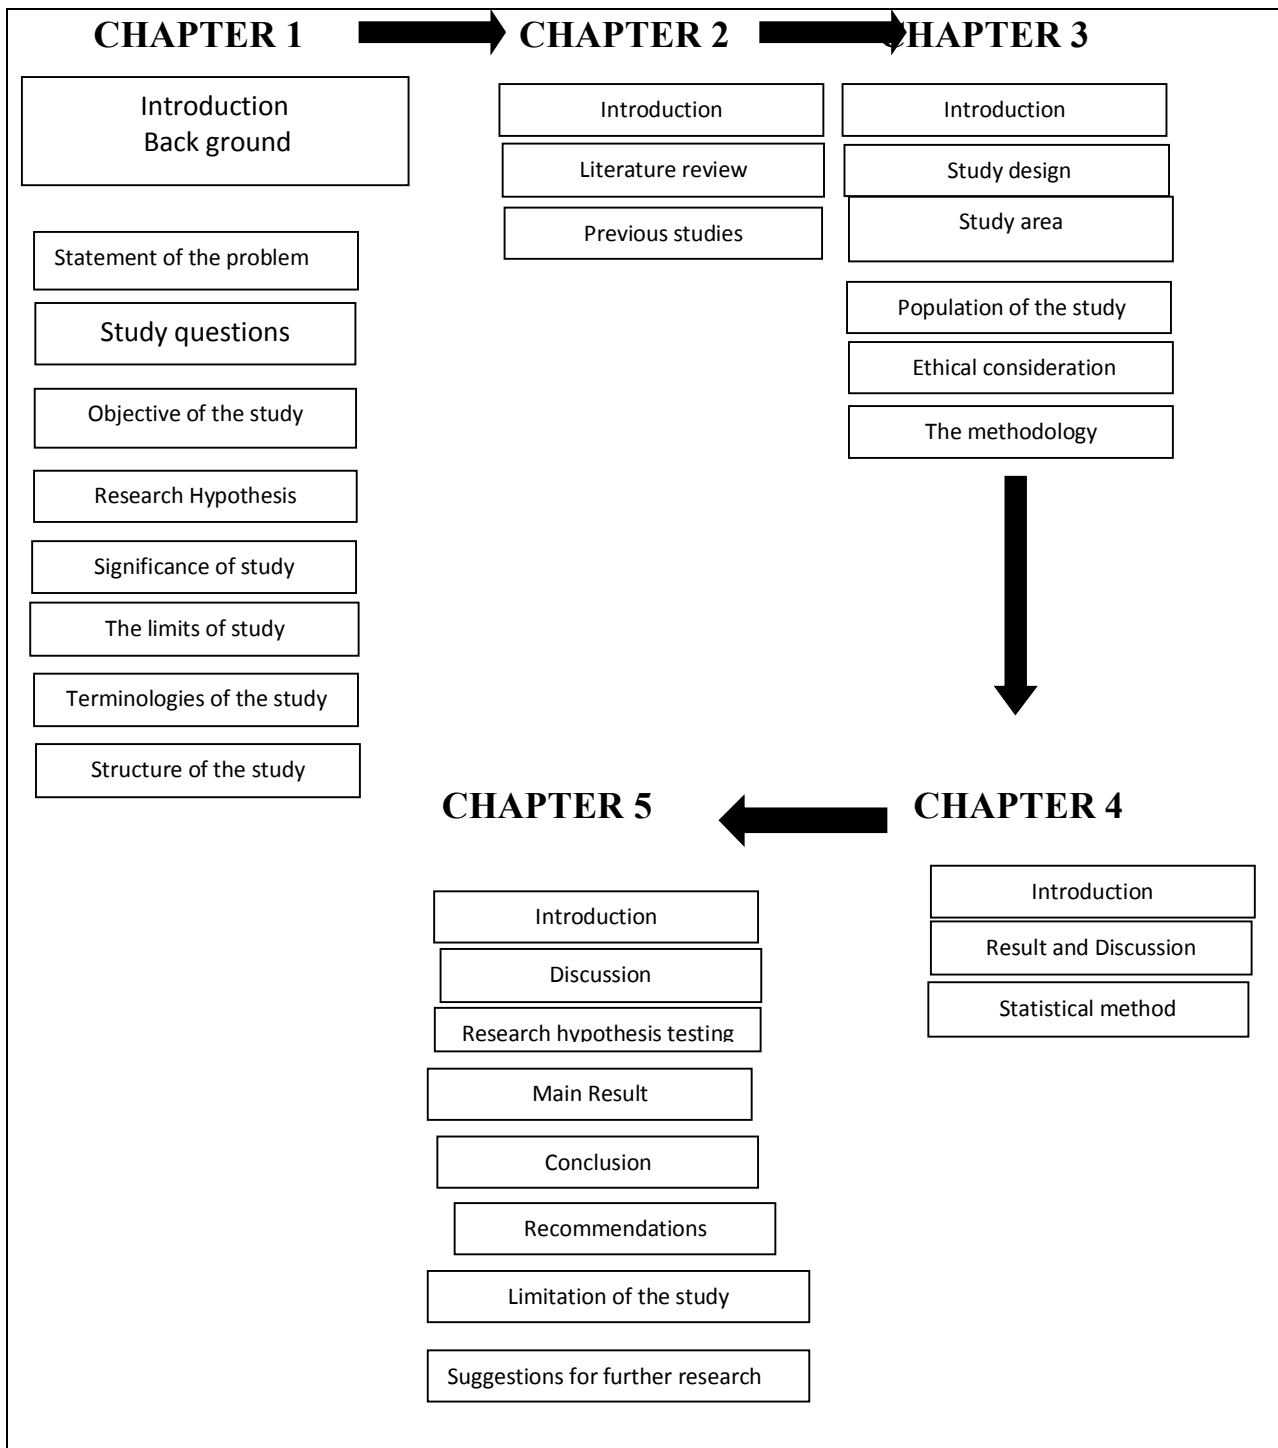 CHAPTER 1
Introduction
Back ground
Statement of the problem
Study questions
Objective of the study
Research Hypothesis
Significance of study
The limits of study
Terminologies of the study
Structure of the study
CHAPTER 2
Introduction
Literature review
Previous studies
CHAPTER 3
Introduction
Study design
Study area
Population of the study
Ethical consideration
The methodology
CHAPTER 4
Introduction
Result and Discussion
Statistical method
CHAPTER 5
Introduction
Discussion
Research hypothesis testing
Main Result
Conclusion
Recommendations
Limitation of the study
Suggestions for further research